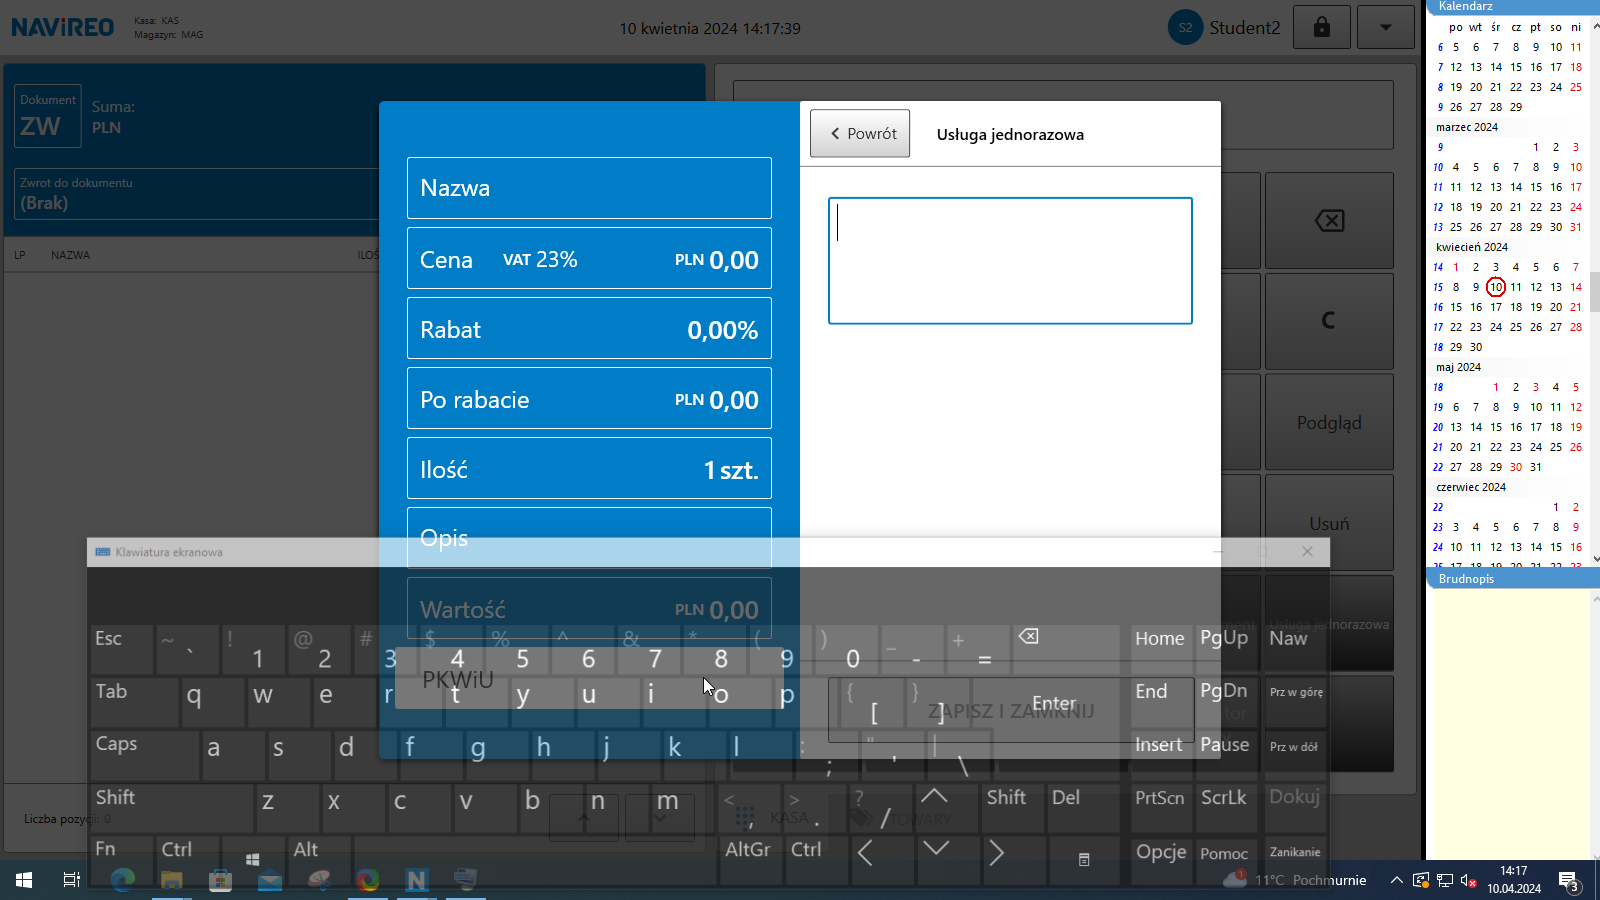 NAViREO
Kasa: KAS
Magazyn: MAG
10 kwietnia 2024 14:17:39
S2 Student2
Dokument
ZW
Suma:
PLN
Zwrot do dokumentu
(Brak)
LP NAZWA
Nazwa
Cena VAT 23% PLN 0,00
Rabat 0,00%
Po rabacie PLN 0,00
Ilość 1 szt.
Opis
Wartość PLN 0,00
PKWiU
Powrót
Usługa jednorazowa
ZAPISZ I ZAMKNIJ
C
Podgląd
Usuń
Liczba pozycji: 0
KASA
TOWARY
Klawiatura ekranowa
Esc ~ ` ! 1 @ 2 # 3 $ 4 % 5 ^ 6 & 7 * 8 ( 9 ) 0 _ - + = Home PgUp Naw
Tab q w e r t y u i o p { [ } ] Enter End PgDn Prz w górę
Caps a s d f g h j k l : ; " ' | \ Insert Pause Prz w dół
Shift z x c v b n m < , > . ? / Shift Del PrtScn ScrLk Dokuj
Fn Ctrl Alt AltGr Ctrl Opcje Pomoc Zanikanie
Kalendarz
po wt śr cz pt so ni
6 5 6 7 8 9 10 11
7 12 13 14 15 16 17 18
8 19 20 21 22 23 24 25
9 26 27 28 29
marzec 2024
9 1 2 3
10 4 5 6 7 8 9 10
11 11 12 13 14 15 16 17
12 18 19 20 21 22 23 24
13 25 26 27 28 29 30 31
kwiecień 2024
14 1 2 3 4 5 6 7
15 8 9 10 11 12 13 14
16 15 16 17 18 19 20 21
17 22 23 24 25 26 27 28
18 29 30
maj 2024
18 1 2 3 4 5
19 6 7 8 9 10 11 12
20 13 14 15 16 17 18 19
21 20 21 22 23 24 25 26
22 27 28 29 30 31
czerwiec 2024
22 1 2
23 3 4 5 6 7 8 9
24 10 11 12 13 14 15 16
25 17 18 19 20 21 22 23
Brudnopis
N
1
11°C Pochmurnie
14:17
10.04.2024
3